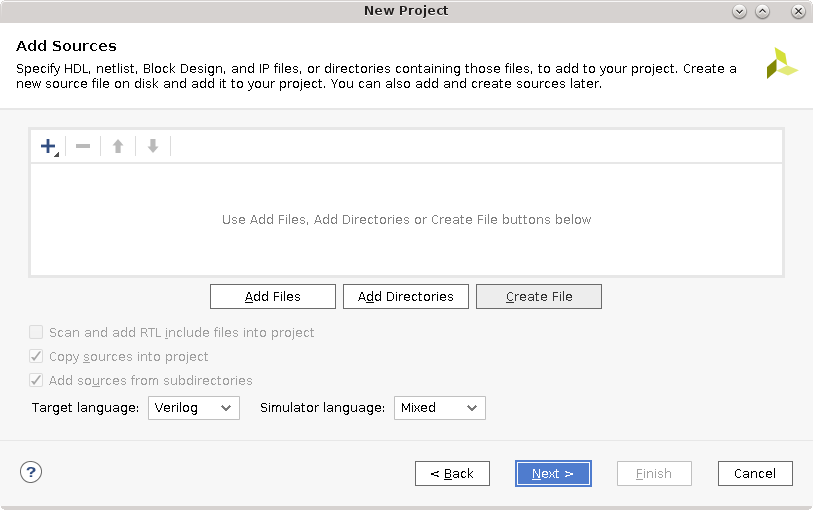 New Project
Add Sources
Specify HDL, netlist, Block Design, and IP files, or directories containing those files, to add to your project. Create a
new source file on disk and add it to your project. You can also add and create sources later.
Use Add Files, Add Directories or Create File buttons below
Add Files Add Directories Create File
Scan and add RTL include files into project
Copy sources into project
Add sources from subdirectories
Target language: Verilog Simulator language: Mixed
? < Back Next > Finish Cancel